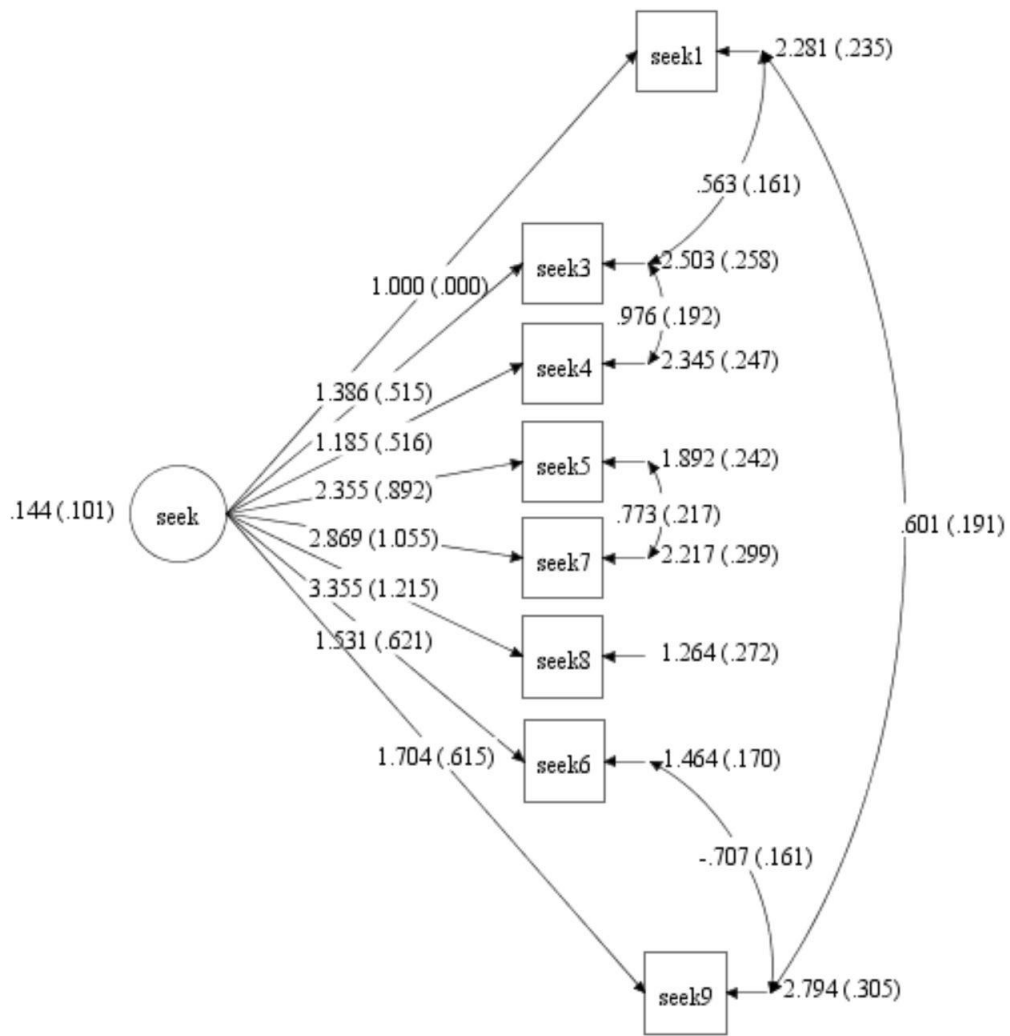 seek1
2.281 (.235)
.563 (.161)
seek3
2.503 (.258)
1.000 (.000)
.976 (.192)
seek4
2.345 (.247)
1.386 (.515)
1.185 (.516)
seek5
1.892 (.242)
2.355 (.892)
.144 (.101)
seek
.773 (.217)
.601 (.191)
2.869 (1.055)
seek7
2.217 (.299)
3.355 (1.215)
1.531 (.621)
seek8
1.264 (.272)
1.704 (.615)
seek6
1.464 (.170)
-.707 (.161)
seek9
2.794 (.305)